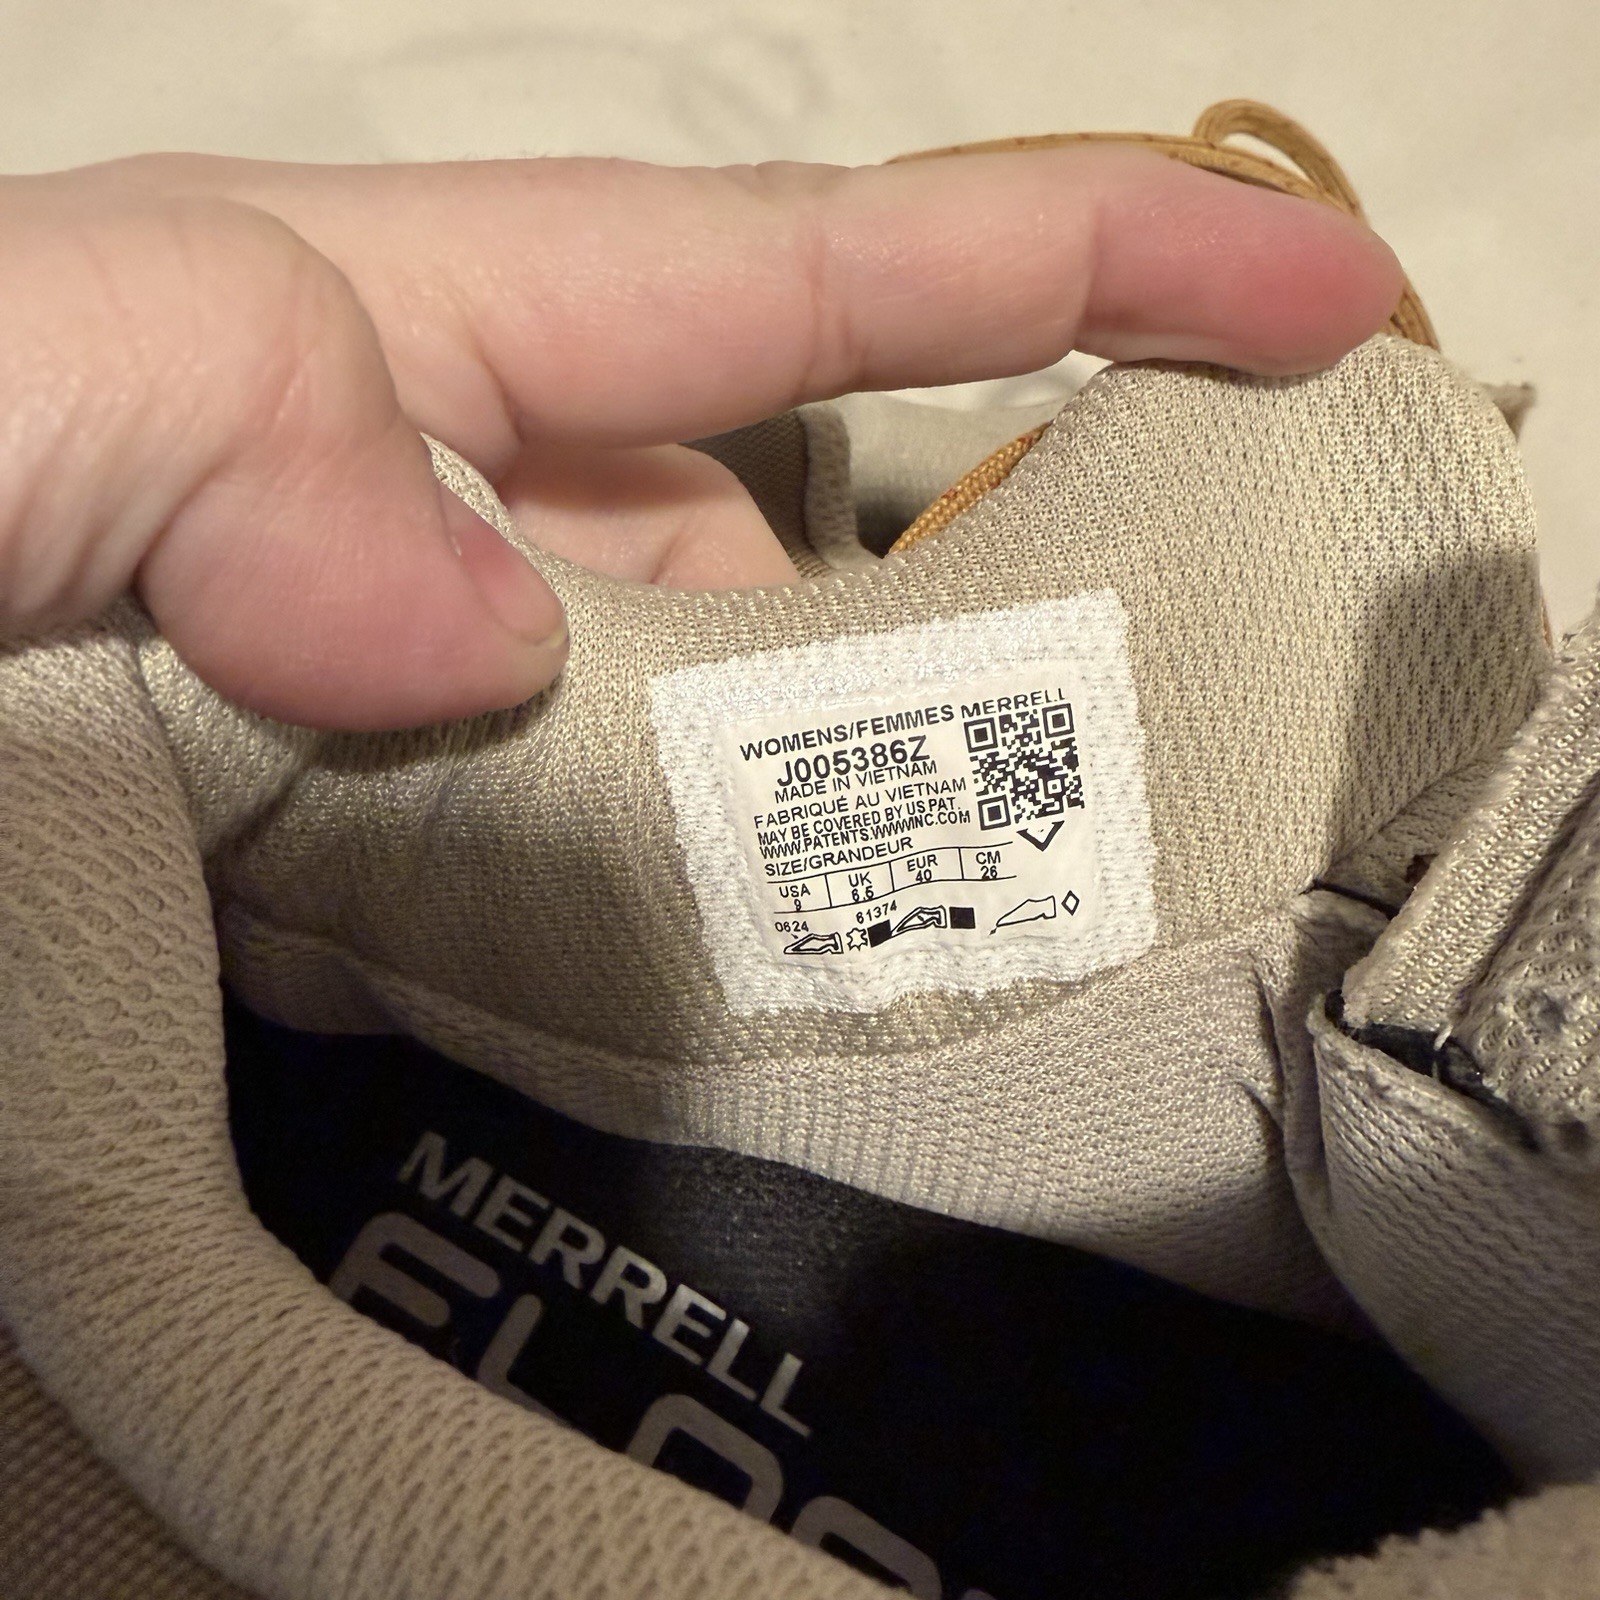 WOMENS/FEMMES MERRELL
J005386Z
MADE IN VIETNAM
FABRIQUÉ AU VIETNAM
MAY BE COVERED BY US PAT.
WWW.PATENTS.WWWINC.COM
SIZE/GRANDEUR
USA UK EUR CM
9 6.5 40 26
0624 61374
MERRELL